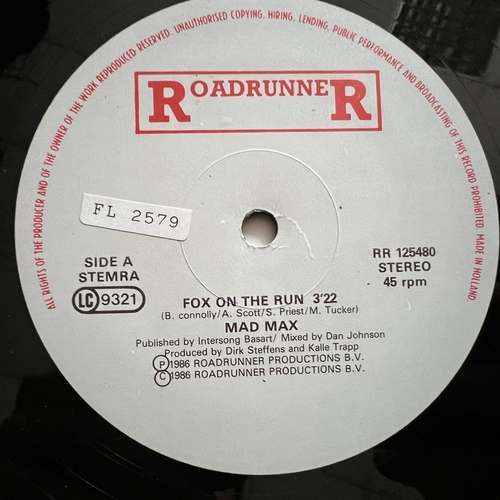 ALL RIGHTS OF THE PRODUCER AND OF THE OWNER OF THE WORK REPRODUCED RESERVED. UNAUTHORISED COPYING, HIRING, LENDING, PUBLIC PERFORMANCE AND BROADCASTING OF THIS RECORD PROHIBITED. MADE IN HOLLAND.
ROADRUNNER
FL 2579
SIDE A
STEMRA
LC 9321
RR 125480
STEREO
45 rpm
FOX ON THE RUN 3'22
(B. connolly/A. Scott/S. Priest/M. Tucker)
MAD MAX
Published by Intersong Basart/ Mixed by Dan Johnson
Produced by Dirk Steffens and Kalle Trapp
Ⓟ1986 ROADRUNNER PRODUCTIONS B.V.
Ⓒ1986 ROADRUNNER PRODUCTIONS B.V.